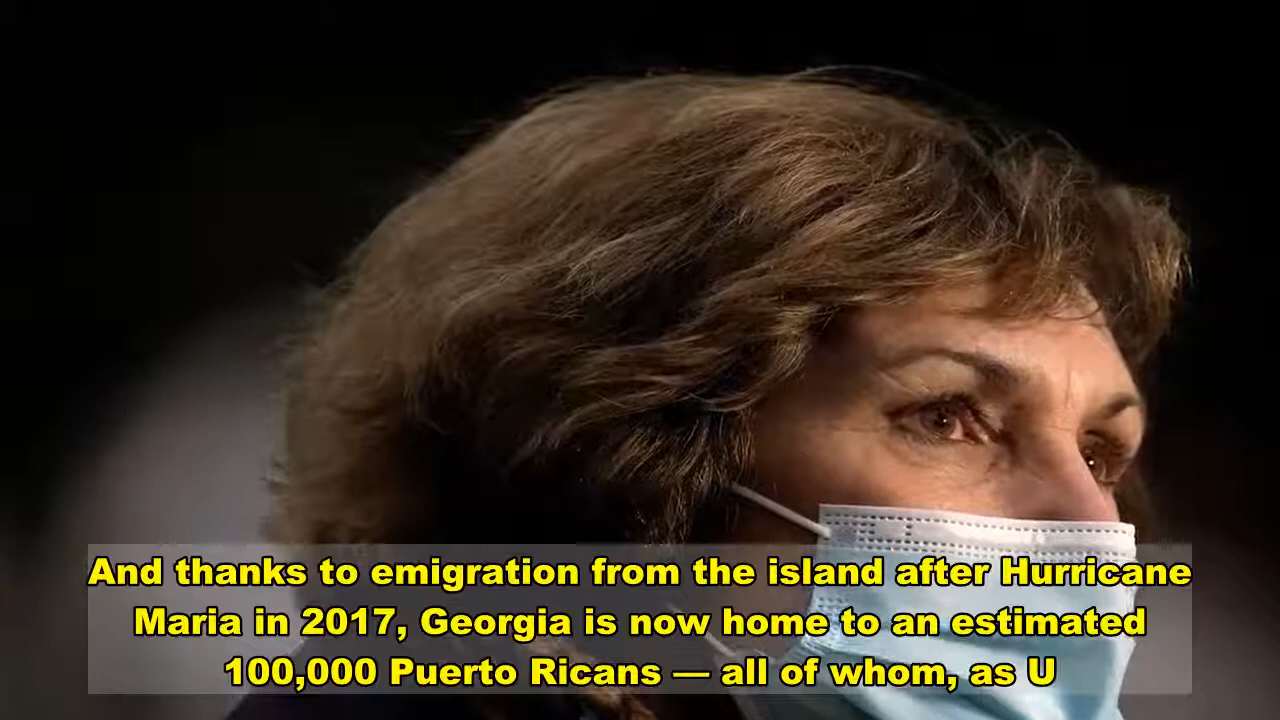 And thanks to emigration from the island after Hurricane
Maria in 2017, Georgia is now home to an estimated
100,000 Puerto Ricans — all of whom, as U